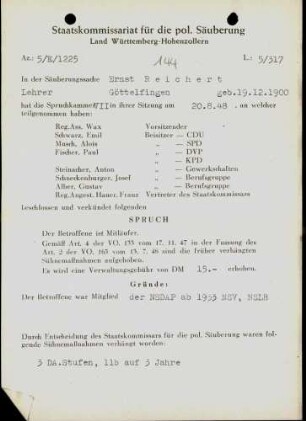 Staatskommissariat für die pol. Säuberung
Land Württemberg-Hohenzollern
Az.: 5/E/1225 144 L.: 5/317
In der Säuberungssache Ernst Reichert
Lehrer Göttelfingen geb.19.12.1900
hat die Spruchkammer VII in ihrer Sitzung am 20.8.48 , an welcher
teilgenommen haben:
Reg.Ass. Wax Vorsitzender
Schwarz, Emil Beisitzer — CDU
Musch, Alois „ — SPD
Fischer, Paul „ — DVP
„ — KPD
Steinacher, Anton „ — Gewerkschaften
Schneckenburger, Josef „ — Berufsgruppe
Alber, Gustav „ — Berufsgruppe
Reg.Angest. Hauer, Franz Vertreter des Staatskommissars
beschlossen und verkündet folgenden
SPRUCH
Der Betroffene ist Mitläufer.
Gemäß Art. 4 der VO. 133 vom 17. 11. 47 in der Fassung des
Art. 2 der VO. 165 vom 13. 7. 48 sind die früher verhängten
Sühnemaßnahmen aufgehoben.
Es wird eine Verwaltungsgebühr von DM 15.- erhoben.
Gründe:
Der Betroffene war Mitglied der NSDAP ab 1933 NSV, NSLB
Durch Entscheidung des Staatskommissars für die pol. Säuberung waren fol-
gende Sühnemaßnahmen verhängt worden:
3 DA.Stufen, 11b auf 3 Jahre